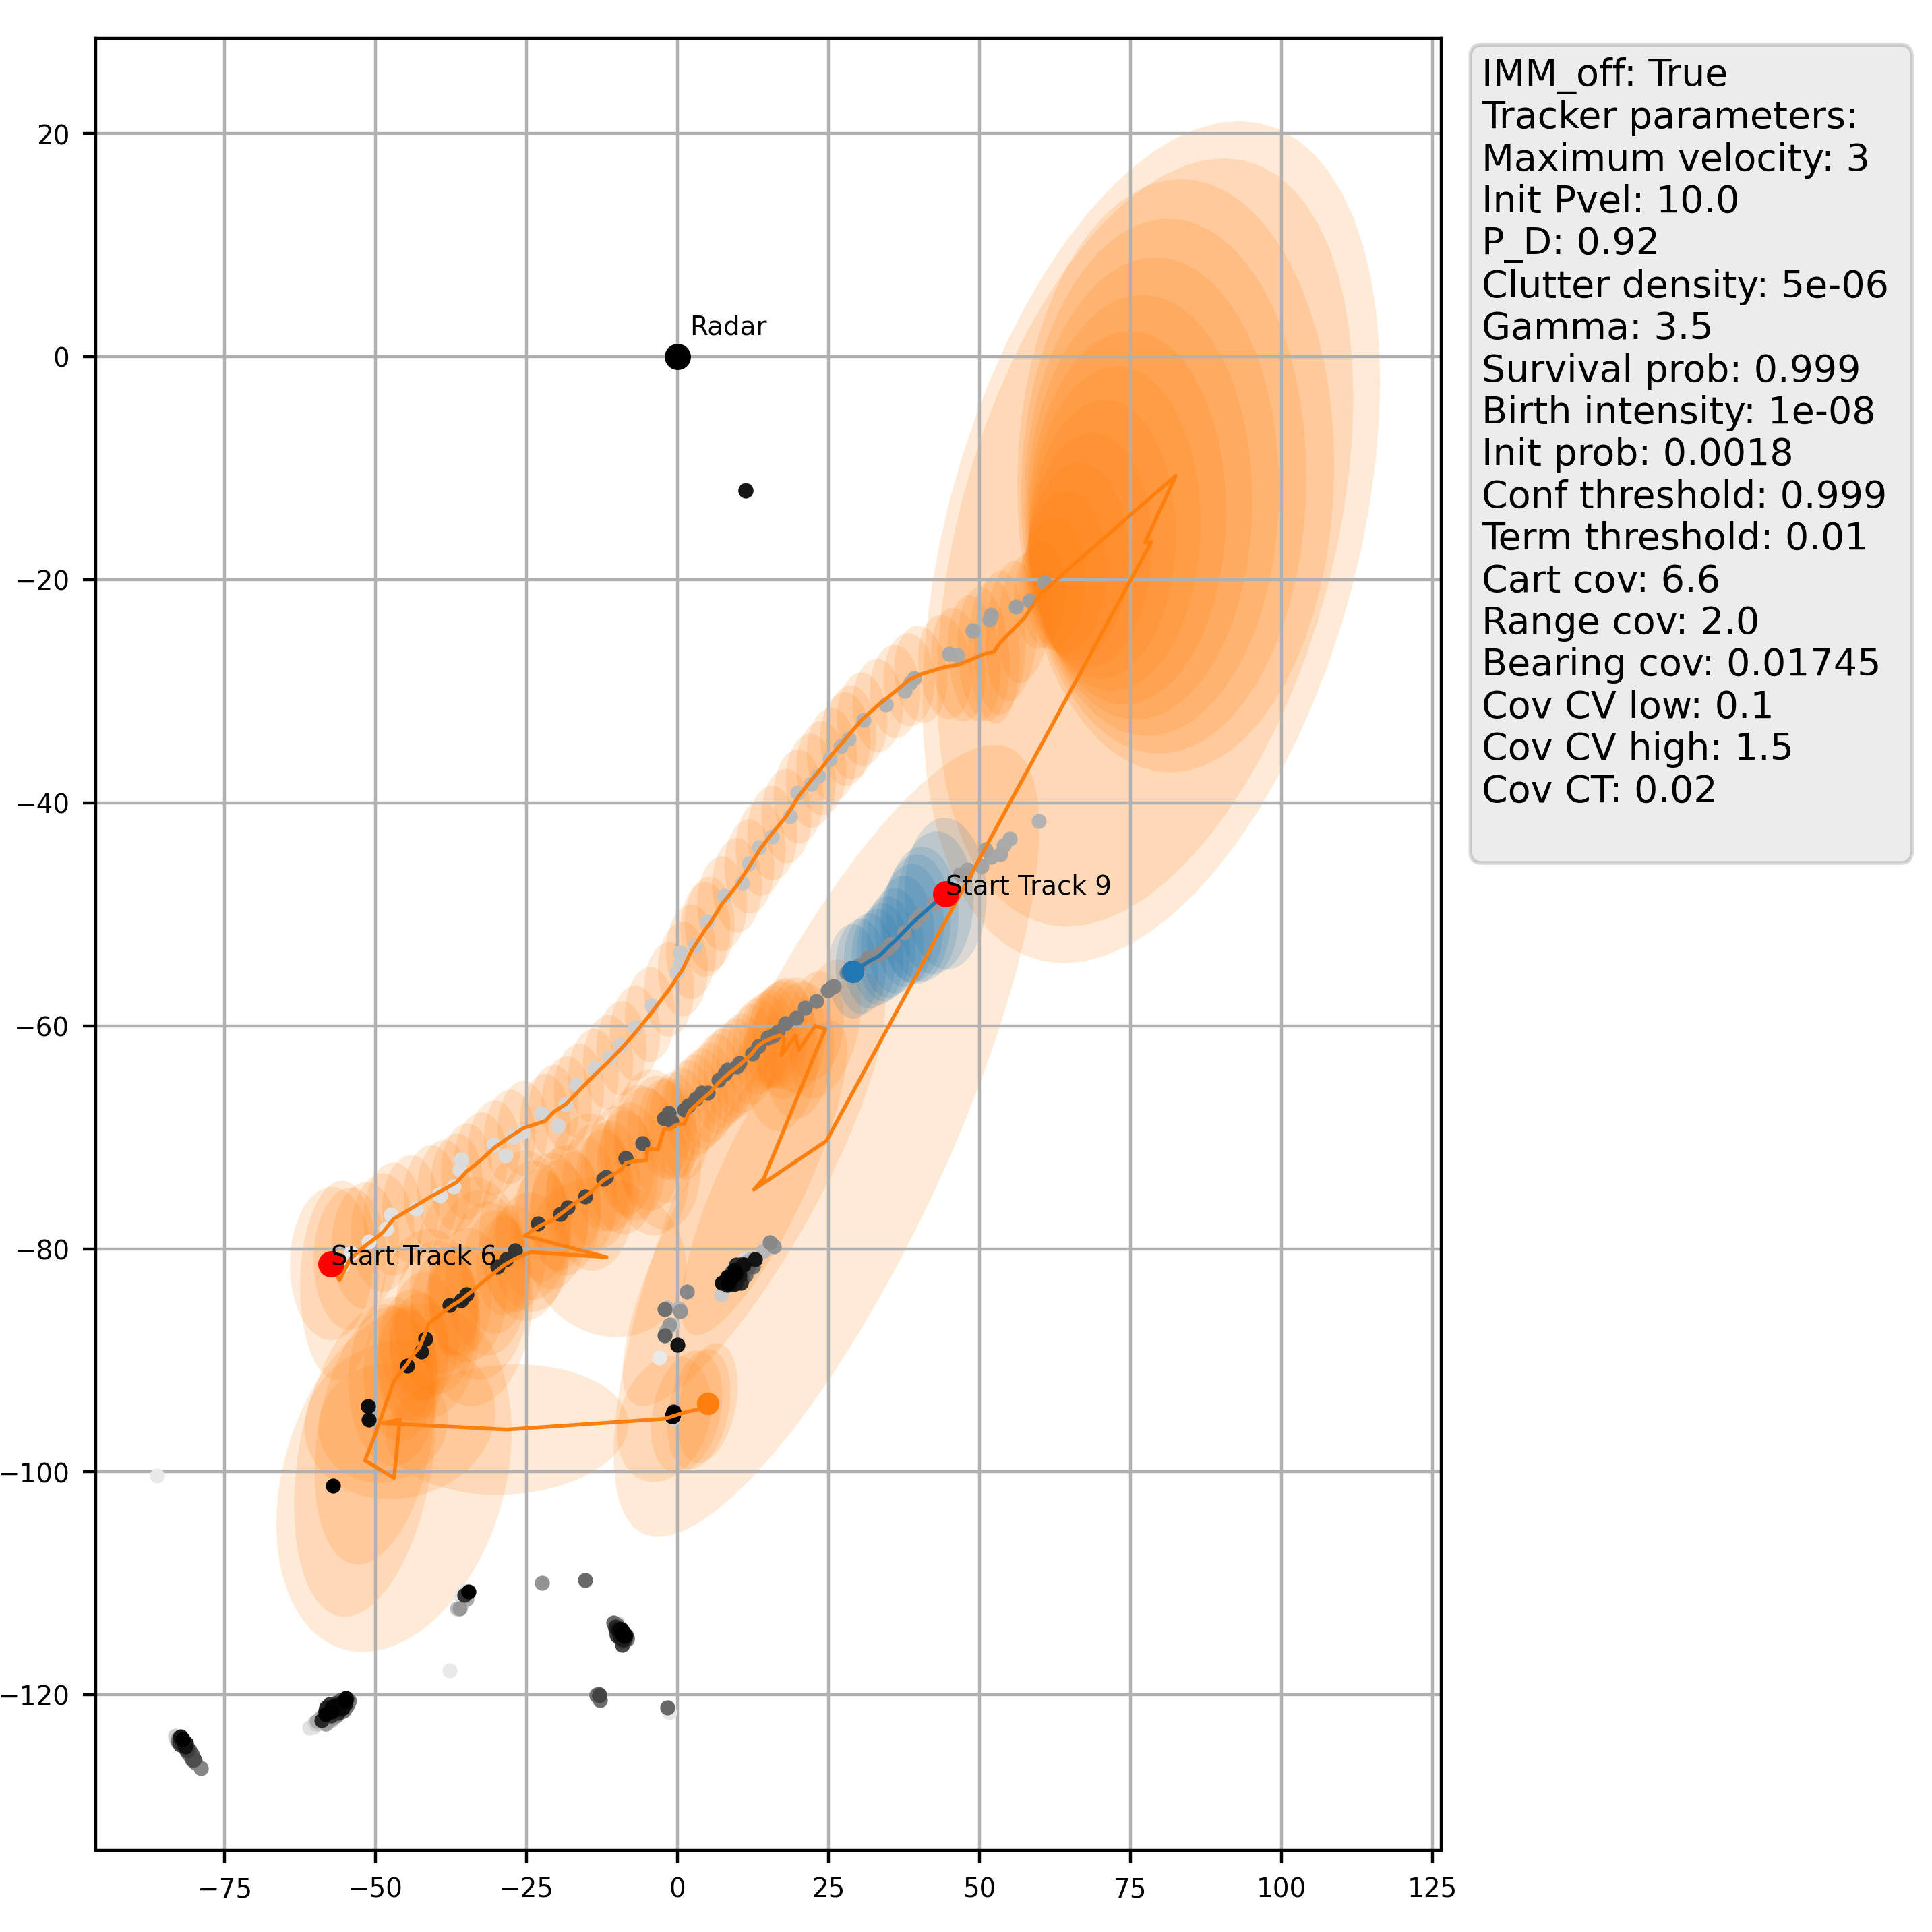 IMM_off: True
Tracker parameters:
Maximum velocity: 3
Init Pvel: 10.0
P_D: 0.92
Clutter density: 5e-06
Gamma: 3.5
Survival prob: 0.999
Birth intensity: 1e-08
Init prob: 0.0018
Conf threshold: 0.999
Term threshold: 0.01
Cart cov: 6.6
Range cov: 2.0
Bearing cov: 0.01745
Cov CV low: 0.1
Cov CV high: 1.5
Cov CT: 0.02
20
0
−20
−40
−60
−80
−100
−120
Radar
Start Track 9
Start Track 6
−75
−50
−25
0
25
50
75
100
125